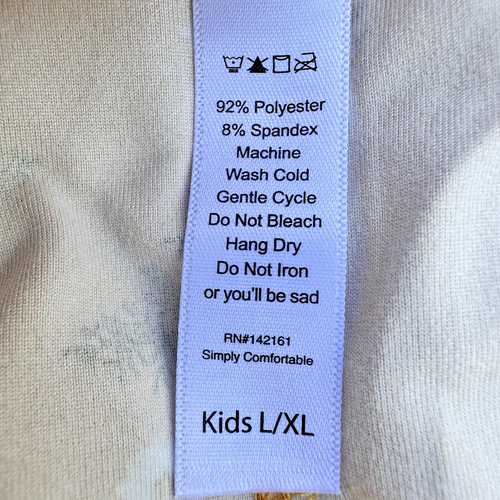 92% Polyester
8% Spandex
Machine
Wash Cold
Gentle Cycle
Do Not Bleach
Hang Dry
Do Not Iron
or you'll be sad
RN#142161
Simply Comfortable
Kids L/XL